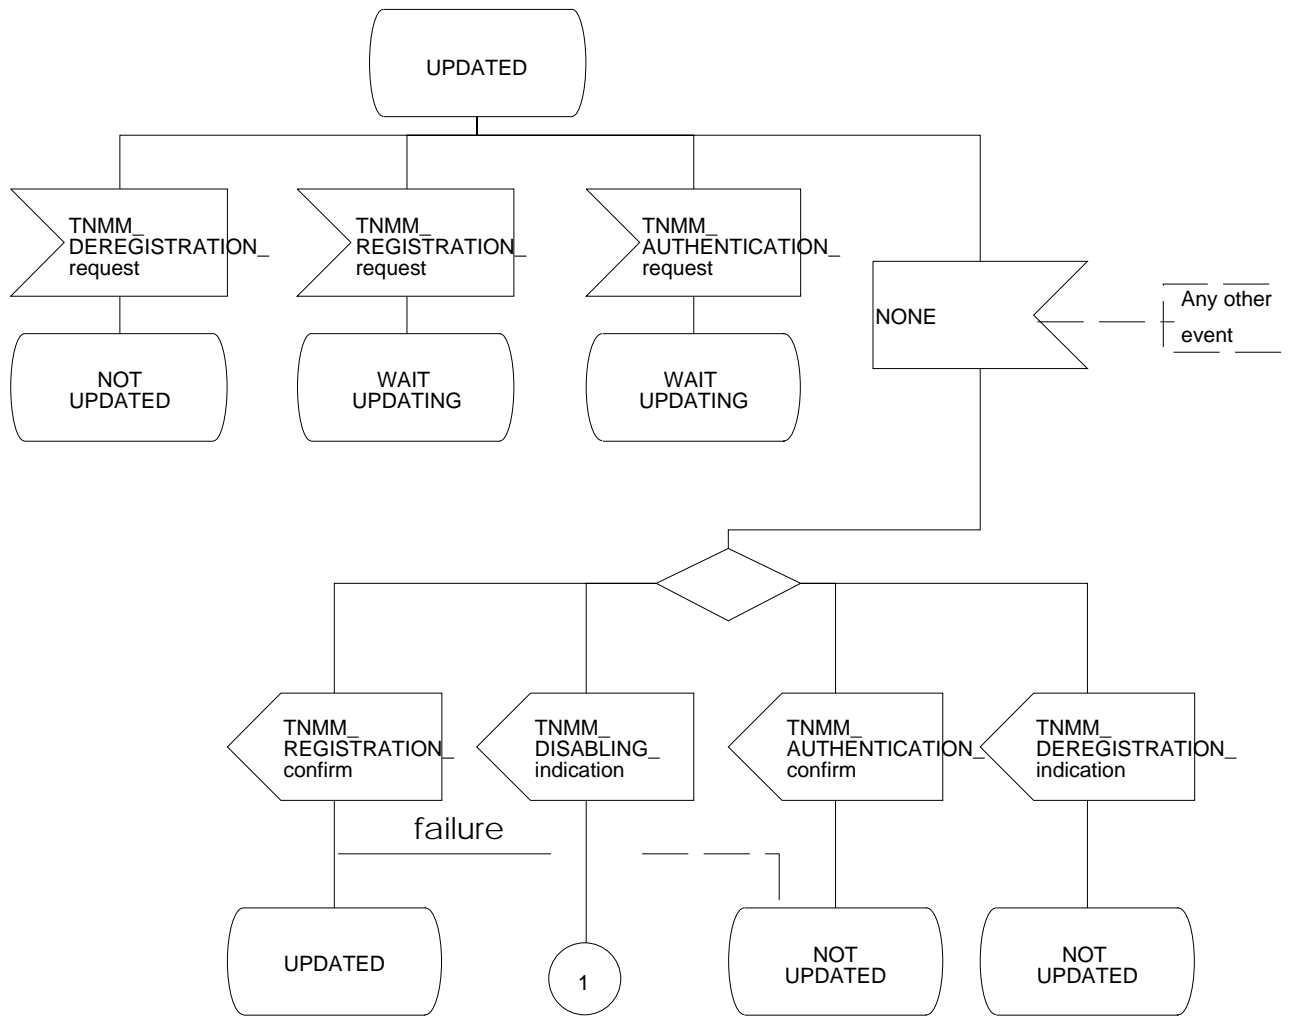 UPDATED
TNMM_
DEREGISTRATION_
request
TNMM_
REGISTRATION_
request
TNMM_
AUTHENTICATION_
request
NONE
Any other
event
NOT
UPDATED
WAIT
UPDATING
WAIT
UPDATING
TNMM_
REGISTRATION_
confirm
TNMM_
DISABLING_
indication
TNMM_
AUTHENTICATION_
confirm
TNMM_
DEREGISTRATION_
indication
failure
UPDATED
1
NOT
UPDATED
NOT
UPDATED